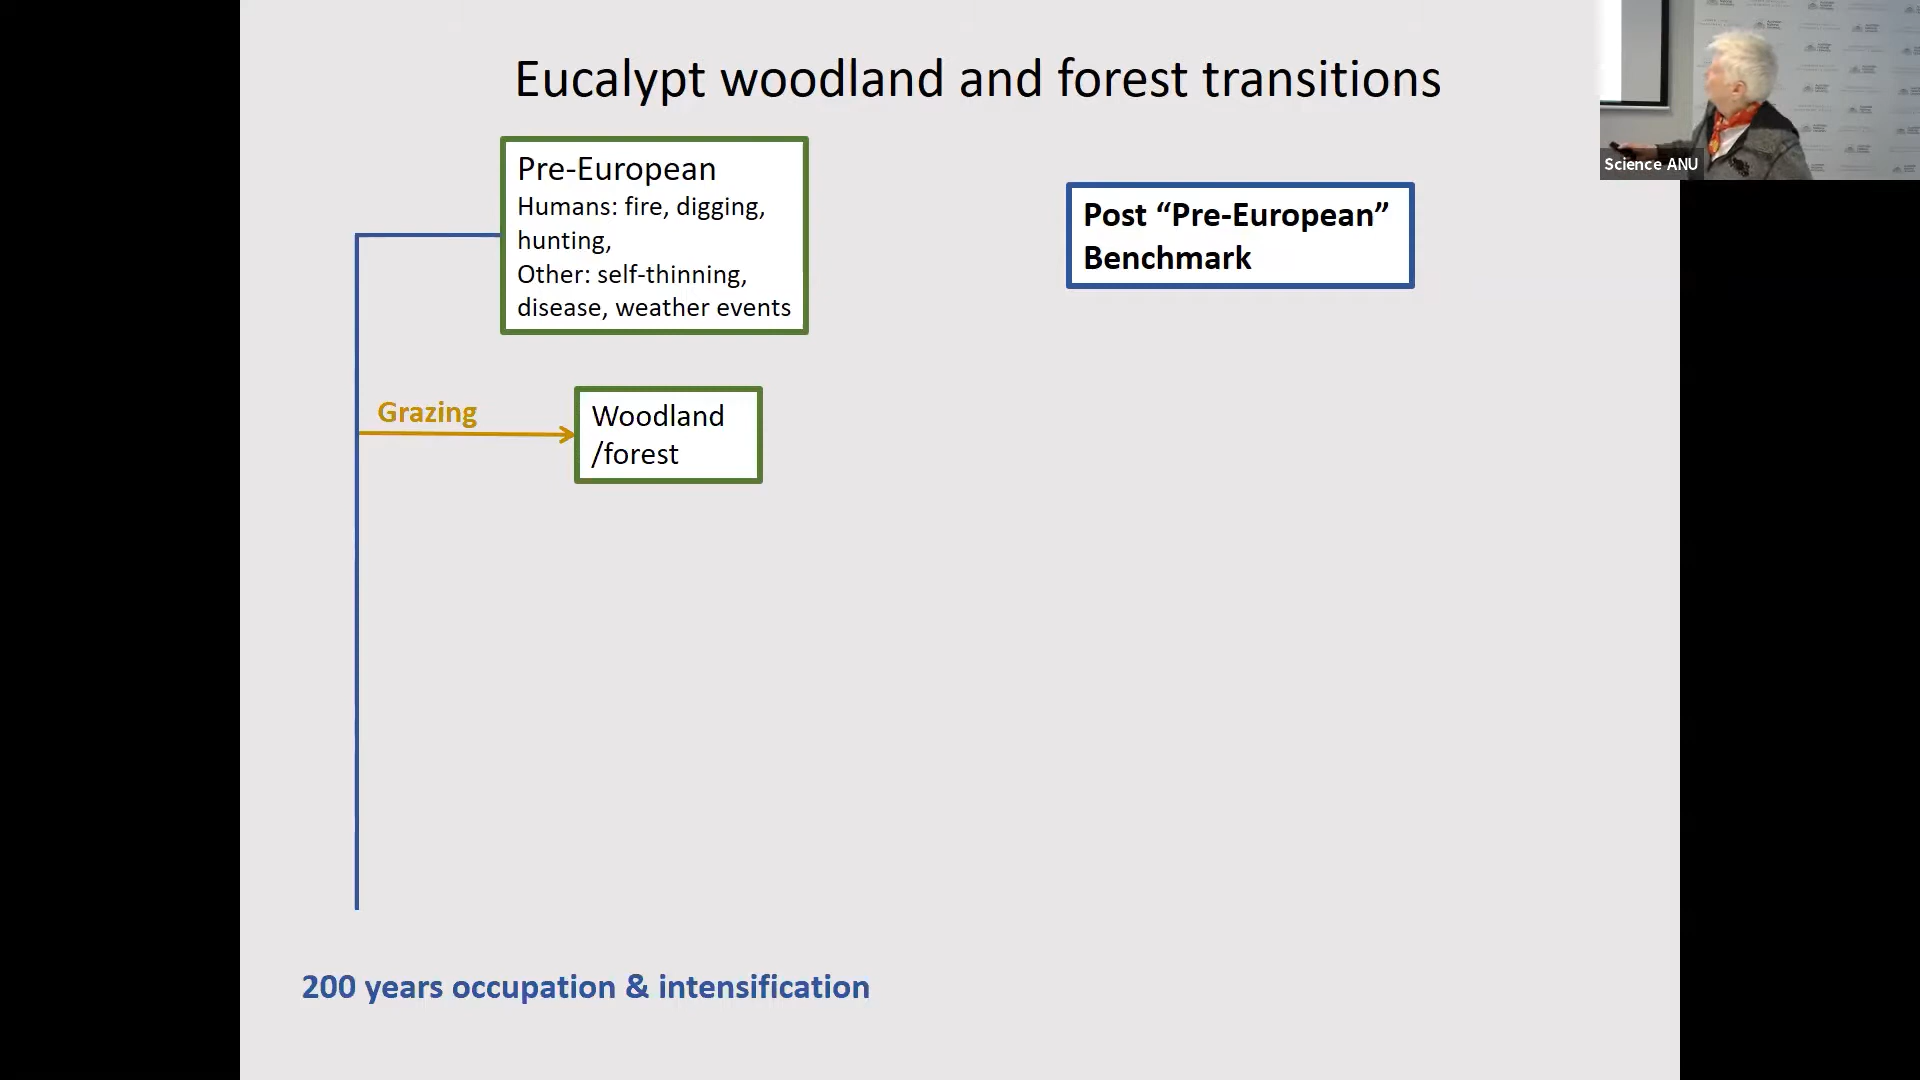 Eucalypt woodland and forest transitions
Pre-European
Humans: fire, digging,
hunting,
Other: self-thinning,
disease, weather events
Post “Pre-European”
Benchmark
Grazing
Woodland
/forest
200 years occupation & intensification
Science ANU